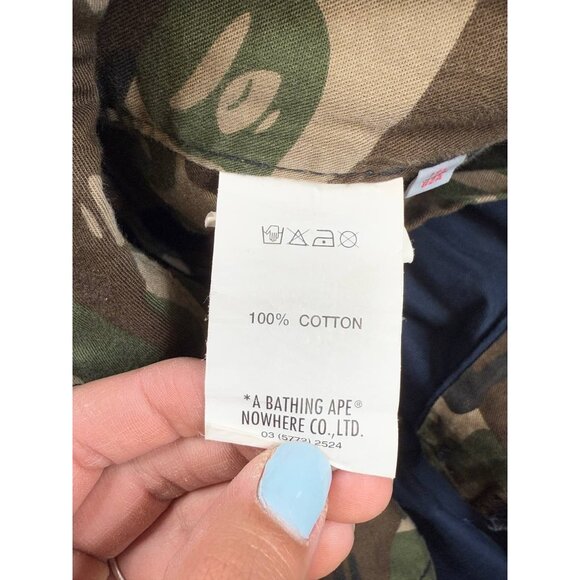 100% COTTON
*A BATHING APE®
NOWHERE CO.,LTD.
03 (5772) 2524